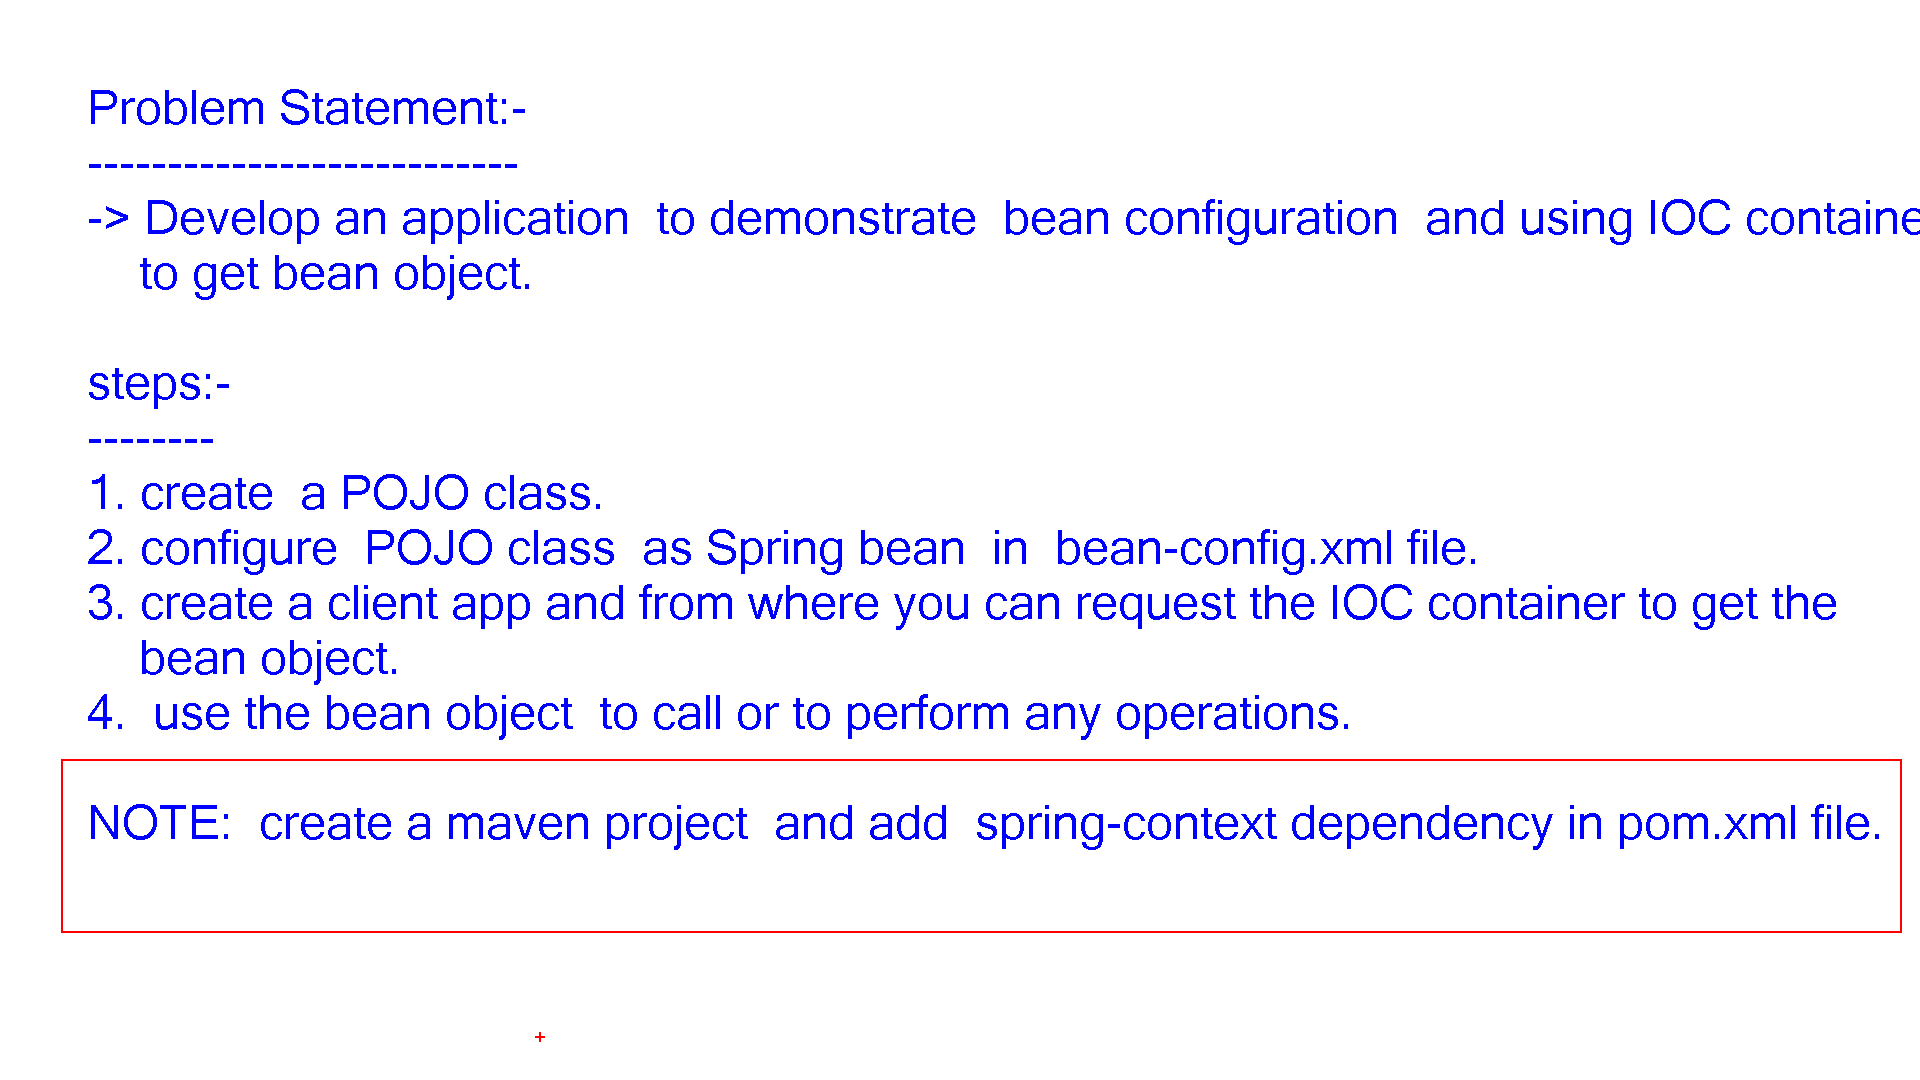 Problem Statement:-
---------------------------
-> Develop an application to demonstrate bean configuration and using IOC containe
to get bean object.
steps:-
--------
1. create a POJO class.
2. configure POJO class as Spring bean in bean-config.xml file.
3. create a client app and from where you can request the IOC container to get the
bean object.
4. use the bean object to call or to perform any operations.
NOTE: create a maven project and add spring-context dependency in pom.xml file.